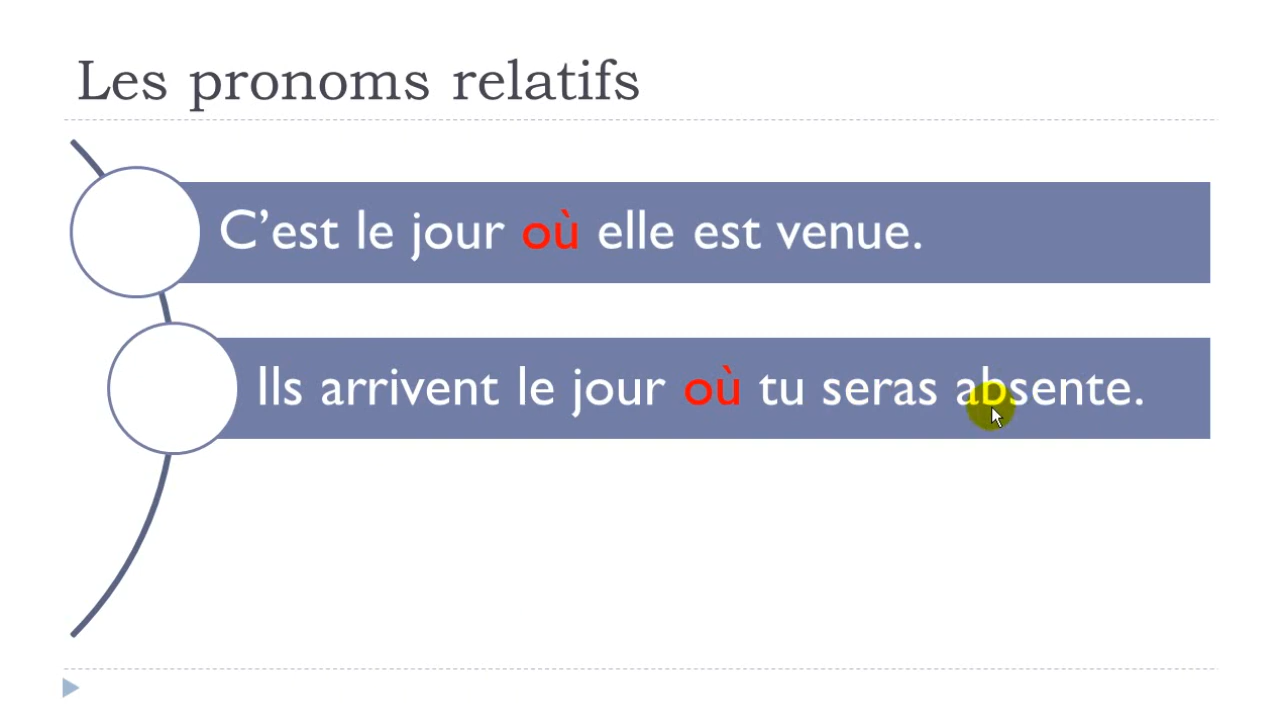 Les pronoms relatifs
C’est le jour où elle est venue.
Ils arrivent le jour où tu seras absente.